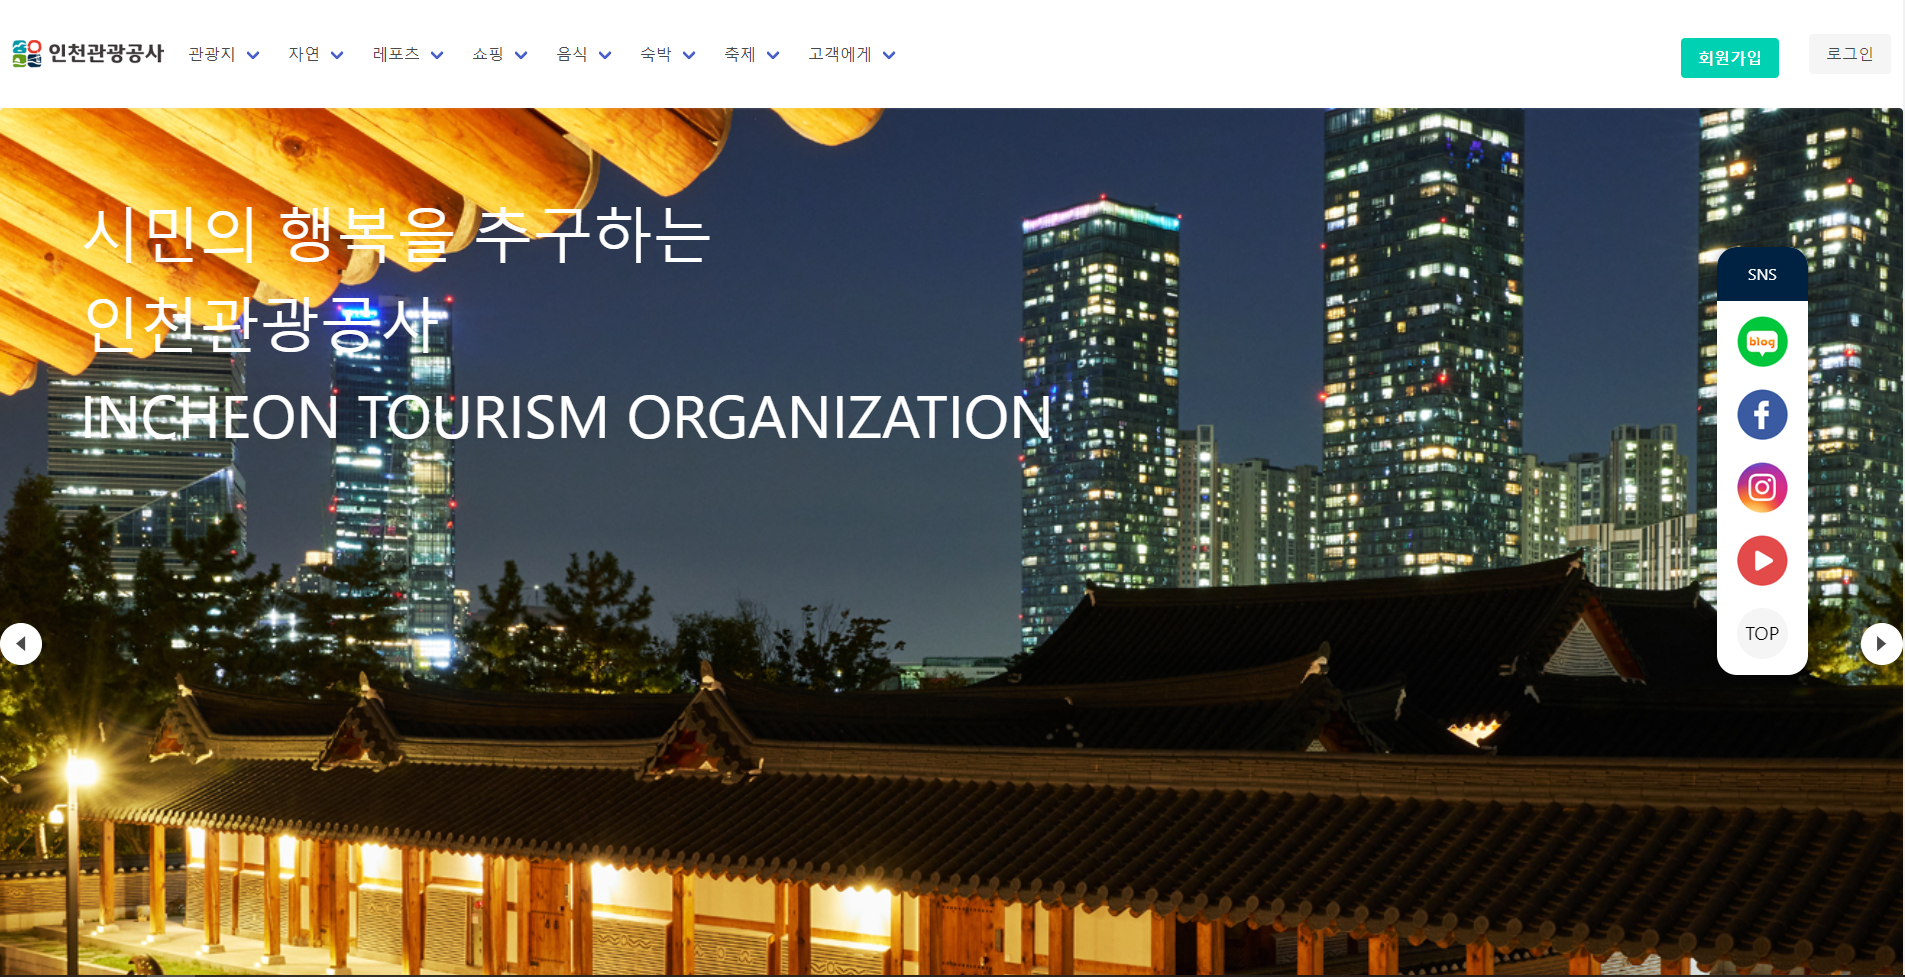 인천관광공사
관광지
자연
레포츠
쇼핑
음식
숙박
축제
고객에게
회원가입
로그인
시민의 행복을 추구하는
인천관광공사
INCHEON TOURISM ORGANIZATION
SNS
blog
TOP